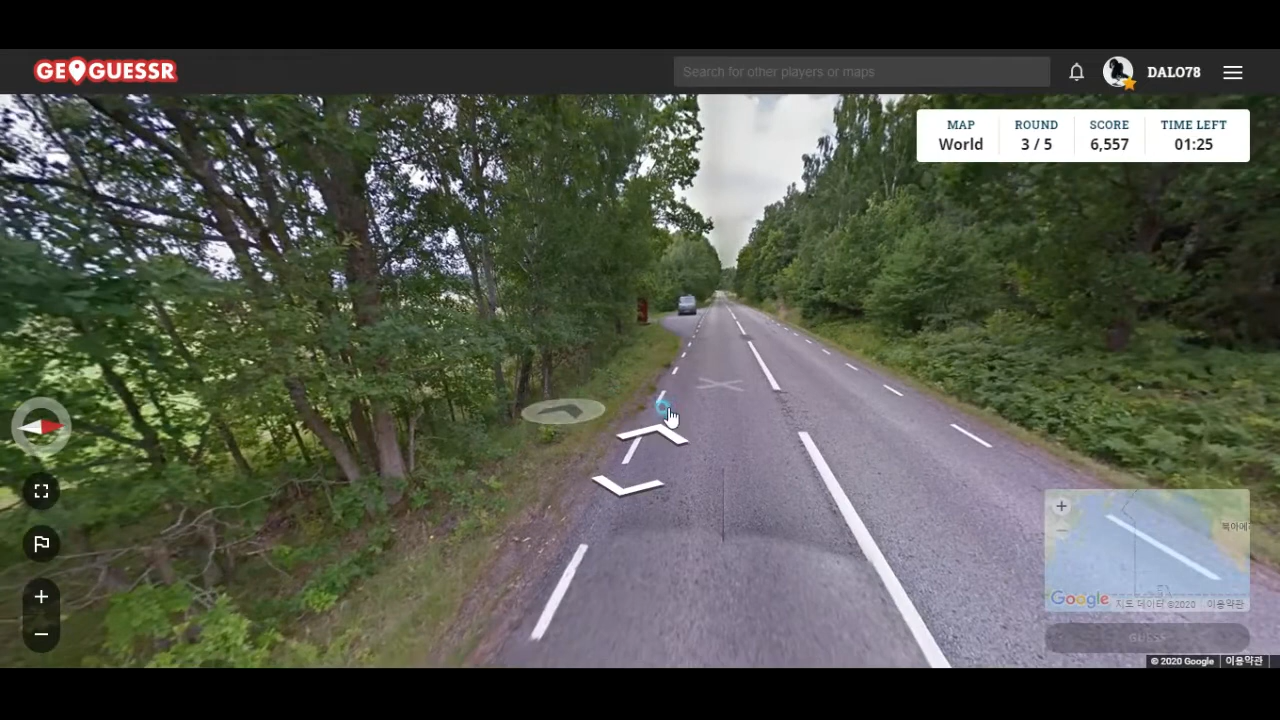 GEOGUESSR
Search for other players or maps
DALO78
MAP
World
ROUND
3 / 5
SCORE
6,557
TIME LEFT
01:25
Google
지도 데이터 ©2020
이용약관
GUESS
© 2020 Google
이용약관